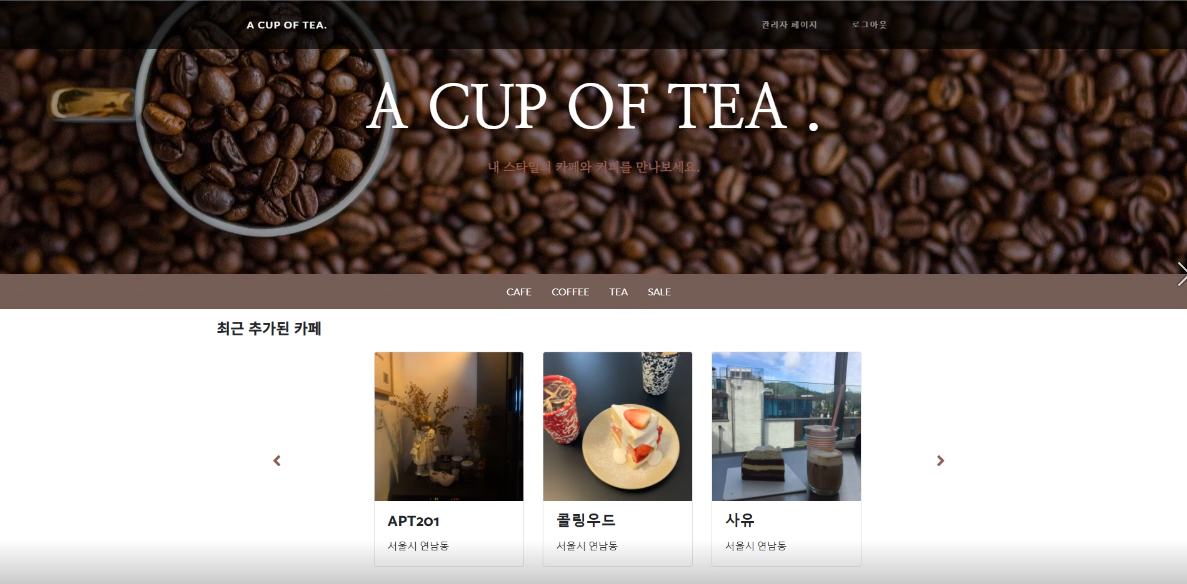 A CUP OF TEA.
관리자 페이지 로그아웃
A CUP OF TEA .
내 스타일의 카페와 커피를 만나보세요.
CAFE COFFEE TEA SALE
최근 추가된 카페
APT201
서울시 연남동
콜링우드
서울시 연남동
사유
서울시 연남동